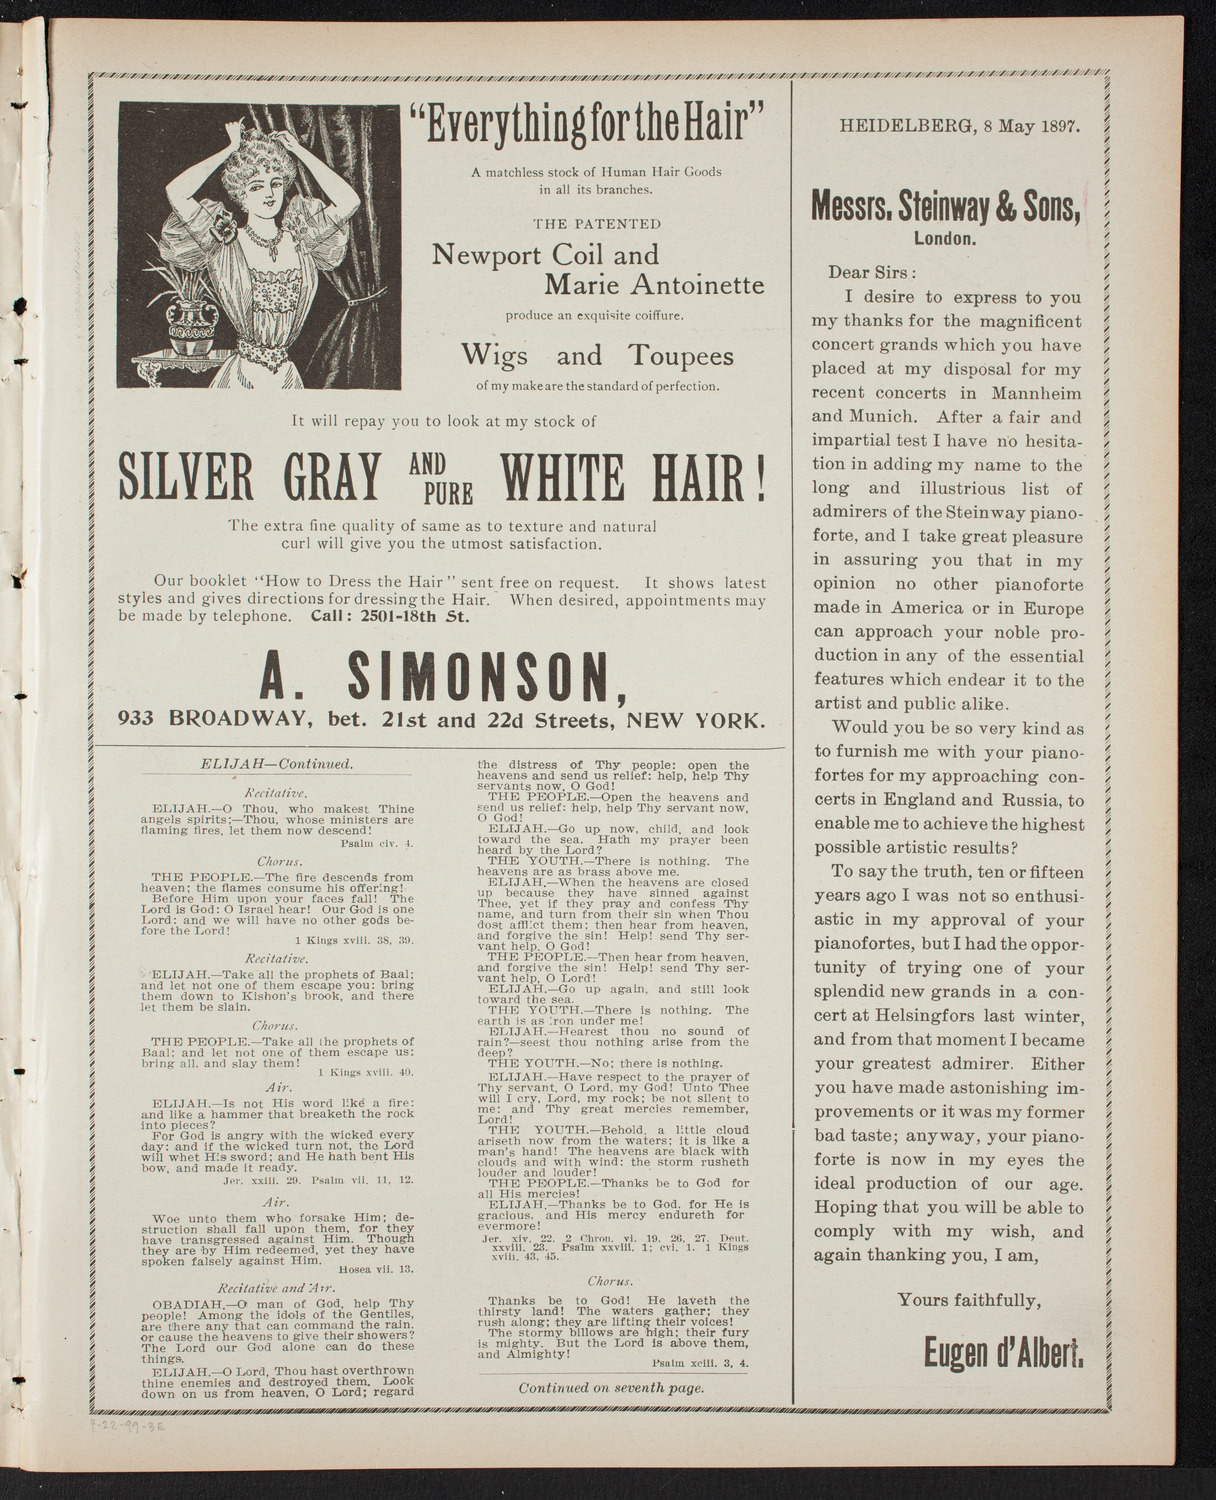 "Everything for the Hair"
A matchless stock of Human Hair Goods
in all its branches.
THE PATENTED
Newport Coil and
Marie Antoinette
produce an exquisite coiffure.
Wigs and Toupees
of my make are the standard of perfection.
It will repay you to look at my stock of
SILVER GRAY AND PURE WHITE HAIR!
The extra fine quality of same as to texture and natural
curl will give you the utmost satisfaction.
Our booklet "How to Dress the Hair" sent free on request. It shows latest
styles and gives directions for dressing the Hair. When desired, appointments may
be made by telephone. Call: 2501-18th St.
A. SIMONSON,
933 BROADWAY, bet. 21st and 22d Streets, NEW YORK.
ELIJAH—Continued.
Recitative.
ELIJAH.—O Thou, who makest Thine
angels spirits;—Thou, whose ministers are
flaming fires, let them now descend!
Psalm civ. 4.
Chorus.
THE PEOPLE.—The fire descends from
heaven; the flames consume his offering!
Before Him upon your faces fall! The
Lord is God: O Israel hear! Our God is one
Lord: and we will have no other gods be-
fore the Lord!
1 Kings xviii. 38, 39.
Recitative.
ELIJAH.—Take all the prophets of Baal;
and let not one of them escape you: bring
them down to Kishon's brook, and there
let them be slain.
Chorus.
THE PEOPLE.—Take all the prophets of
Baal; and let not one of them escape us:
bring all, and slay them!
1 Kings xviii. 40.
Air.
ELIJAH.—Is not His word like a fire:
and like a hammer that breaketh the rock
into pieces?
For God is angry with the wicked every
day: and if the wicked turn not, the Lord
will whet His sword; and He hath bent His
bow, and made it ready.
Jer. xxiii. 29. Psalm vii. 11, 12.
Air.
Woe unto them who forsake Him; de-
struction shall fall upon them, for they
have transgressed against Him. Though
they are by Him redeemed, yet they have
spoken falsely against Him.
Hosea vii. 13.
Recitative and Air.
OBADIAH.—O man of God, help Thy
people! Among the idols of the Gentiles,
are there any that can command the rain,
or cause the heavens to give their showers?
The Lord our God alone can do these
things.
ELIJAH.—O Lord, Thou hast overthrown
thine enemies and destroyed them. Look
down on us from heaven, O Lord; regard
the distress of Thy people: open the
heavens and send us relief: help, help Thy
servants now, O God!
THE PEOPLE.—Open the heavens and
send us relief: help, help Thy servant now,
O God!
ELIJAH.—Go up now, child, and look
toward the sea. Hath my prayer been
heard by the Lord?
THE YOUTH.—There is nothing. The
heavens are as brass above me.
ELIJAH.—When the heavens are closed
up because they have sinned against
Thee, yet if they pray and confess Thy
name, and turn from their sin when Thou
dost afflict them; then hear from heaven,
and forgive the sin! Help! send Thy ser-
vant help, O God!
THE PEOPLE.—Then hear from heaven,
and forgive the sin! Help! send Thy ser-
vant help, O Lord!
ELIJAH.—Go up again, and still look
toward the sea.
THE YOUTH.—There is nothing. The
earth is as iron under me!
ELIJAH.—Hearest thou no sound of
rain?—seest thou nothing arise from the
deep?
THE YOUTH.—No; there is nothing.
ELIJAH.—Have respect to the prayer of
Thy servant, O Lord, my God! Unto Thee
will I cry, Lord, my rock; be not silent to
me; and Thy great mercies remember,
Lord!
THE YOUTH.—Behold, a little cloud
ariseth now from the waters; it is like a
man's hand! The heavens are black with
clouds and with wind: the storm rusheth
louder and louder!
THE PEOPLE.—Thanks be to God for
all His mercies!
ELIJAH.—Thanks be to God, for He is
gracious, and His mercy endureth for
evermore!
Jer. xiv. 22. 2 Chron. vi. 19, 26, 27. Deut.
xxviii. 23. Psalm xxviii. 1; cvi. 1. 1 Kings
xviii. 43, 45.
Chorus.
Thanks be to God! He laveth the
thirsty land! The waters gather; they
rush along; they are lifting their voices!
The stormy billows are high; their fury
is mighty. But the Lord is above them,
and Almighty!
Psalm xciii. 3, 4.
Continued on seventh page.
HEIDELBERG, 8 May 1897.
Messrs. Steinway & Sons,
London.
Dear Sirs:
I desire to express to you
my thanks for the magnificent
concert grands which you have
placed at my disposal for my
recent concerts in Mannheim
and Munich. After a fair and
impartial test I have no hesita-
tion in adding my name to the
long and illustrious list of
admirers of the Steinway piano-
forte, and I take great pleasure
in assuring you that in my
opinion no other pianoforte
made in America or in Europe
can approach your noble pro-
duction in any of the essential
features which endear it to the
artist and public alike.
Would you be so very kind as
to furnish me with your piano-
fortes for my approaching con-
certs in England and Russia, to
enable me to achieve the highest
possible artistic results?
To say the truth, ten or fifteen
years ago I was not so enthusi-
astic in my approval of your
pianofortes, but I had the oppor-
tunity of trying one of your
splendid new grands in a con-
cert at Helsingfors last winter,
and from that moment I became
your greatest admirer. Either
you have made astonishing im-
provements or it was my former
bad taste; anyway, your piano-
forte is now in my eyes the
ideal production of our age.
Hoping that you will be able to
comply with my wish, and
again thanking you, I am,
Yours faithfully,
Eugen d'Albert.
4-22-99-3E